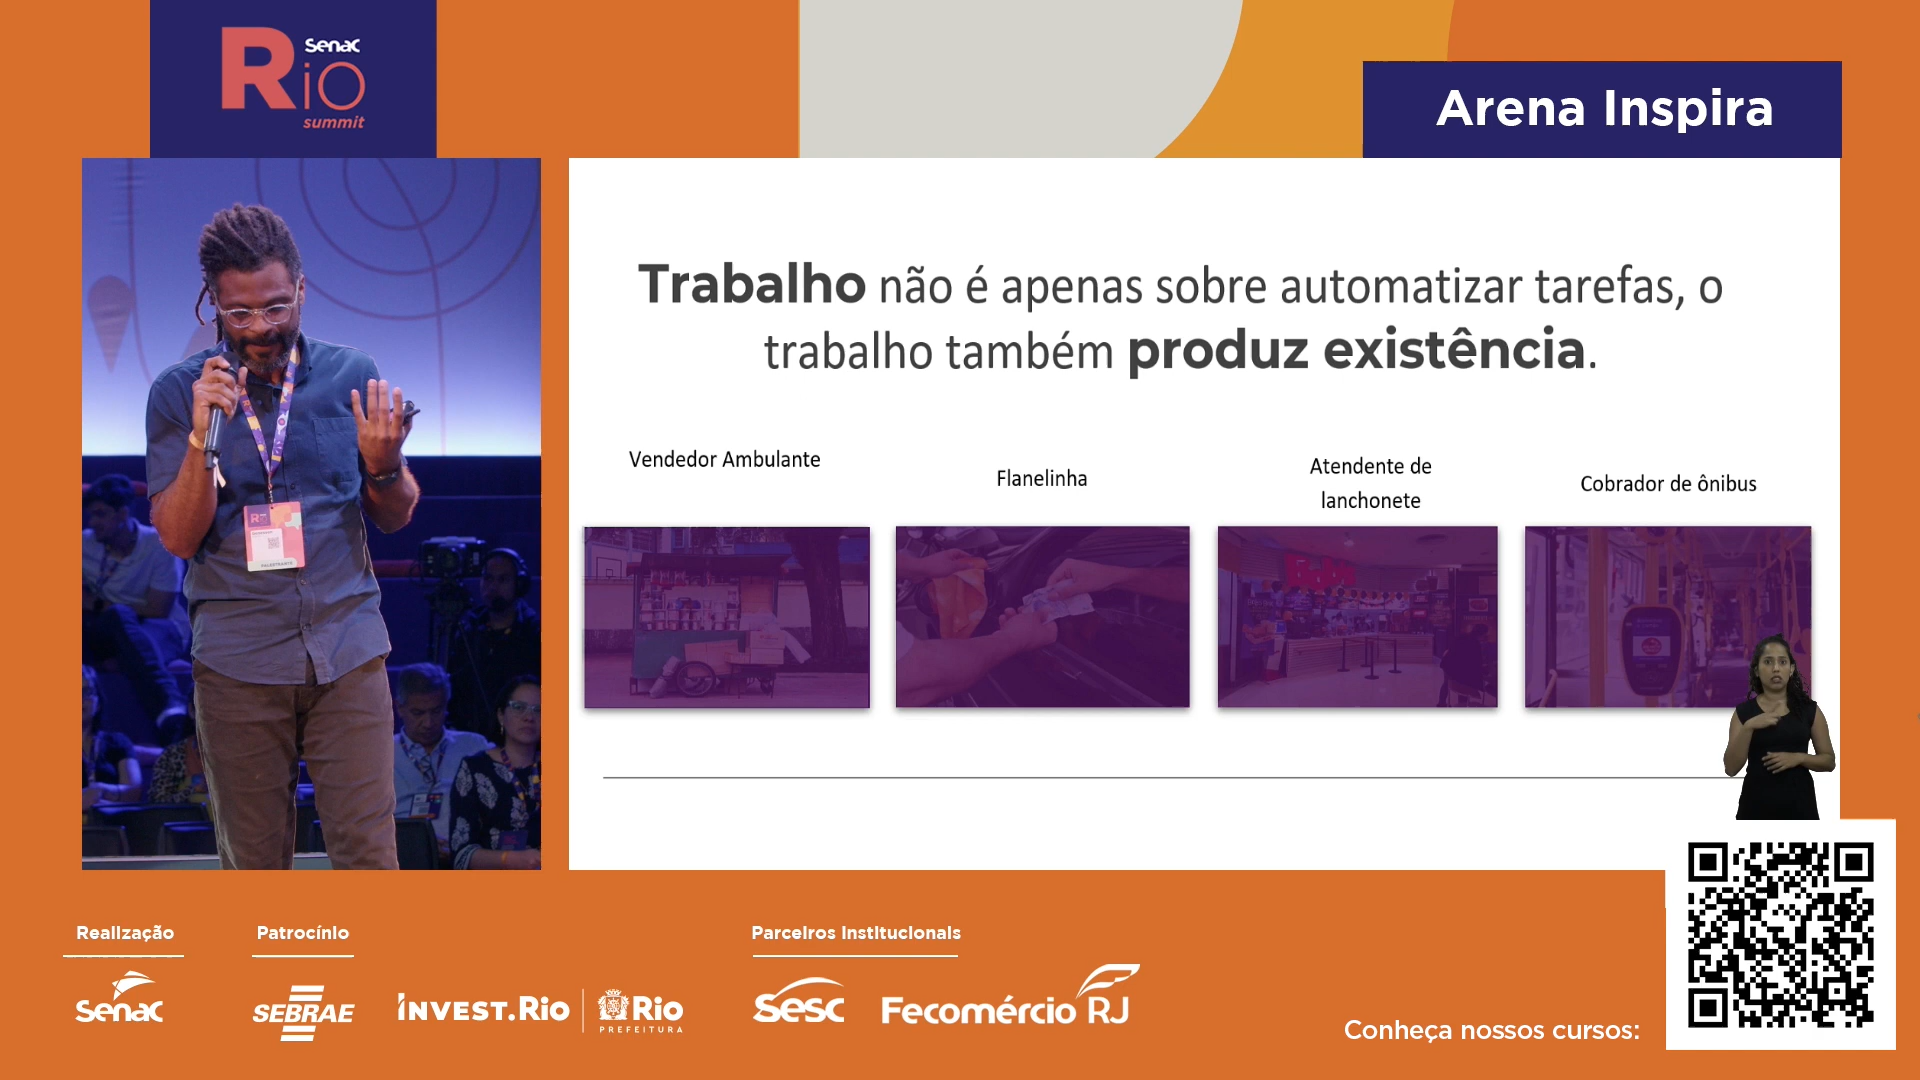 Senac
Rio
summit
Arena Inspira
Trabalho não é apenas sobre automatizar tarefas, o
trabalho também produz existência.
Vendedor Ambulante
Flanelinha
Atendente de
lanchonete
Cobrador de ônibus
Bob's
PALESTRANTE
Realização
Patrocínio
Parceiros Institucionais
Senac
SEBRAE
INVEST.Rio
Rio
PREFEITURA
Sesc
Fecomércio RJ
Conheça nossos cursos: